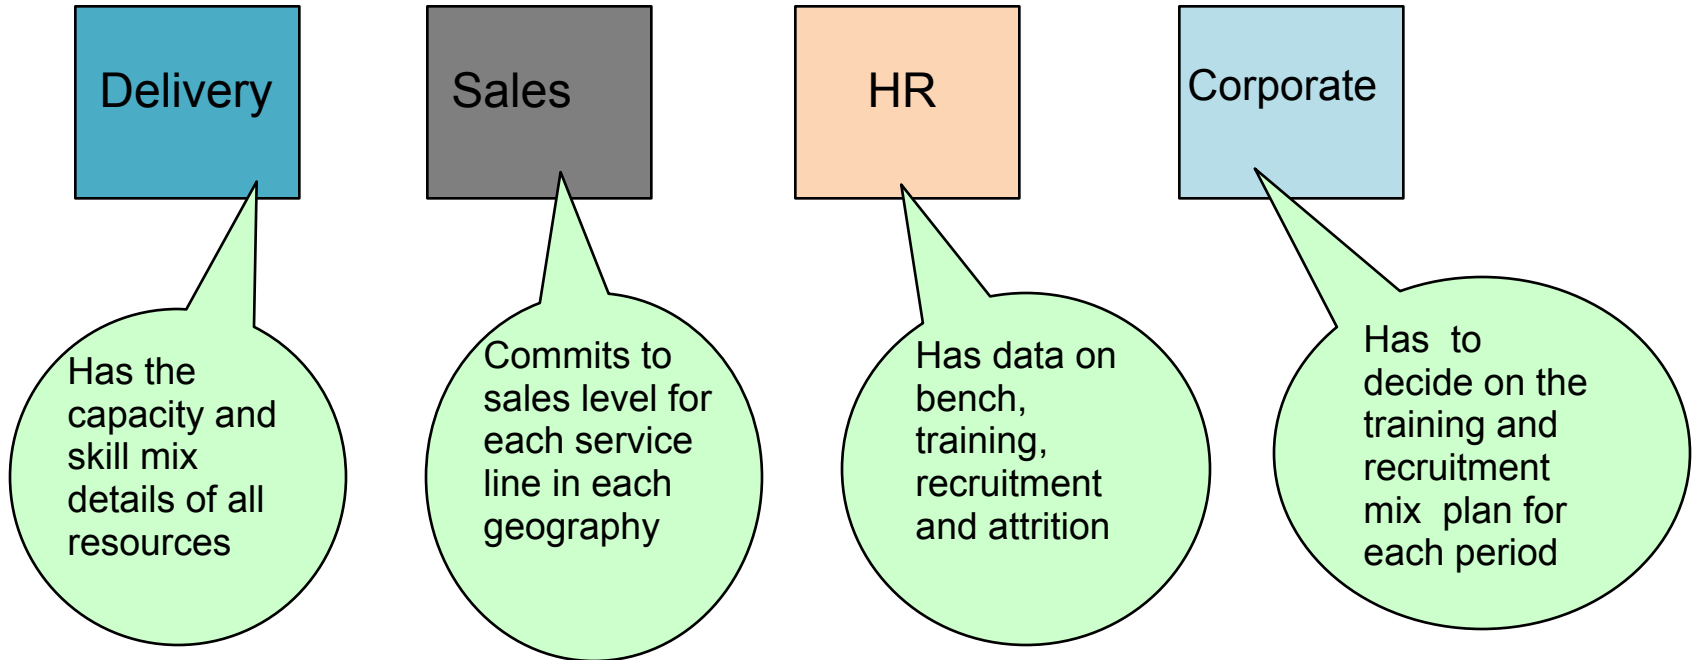 Delivery
Sales
HR
Corporate
Has the
capacity and
skill mix
details of all
resources
Commits to
sales level for
each service
line in each
geography
Has data on
bench,
training,
recruitment
and attrition
Has  to
decide on the
training and
recruitment
mix  plan for
each period